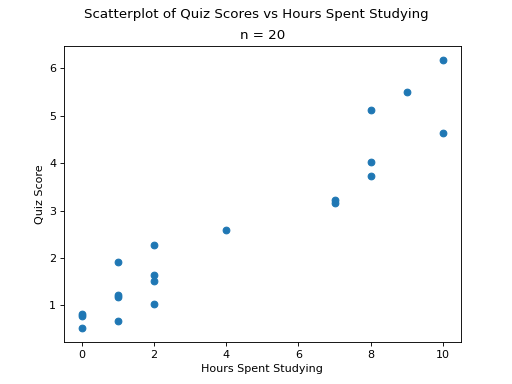 Scatterplot of Quiz Scores vs Hours Spent Studying
n = 20
6
5
4
3
2
1
Quiz Score
0 2 4 6 8 10
Hours Spent Studying